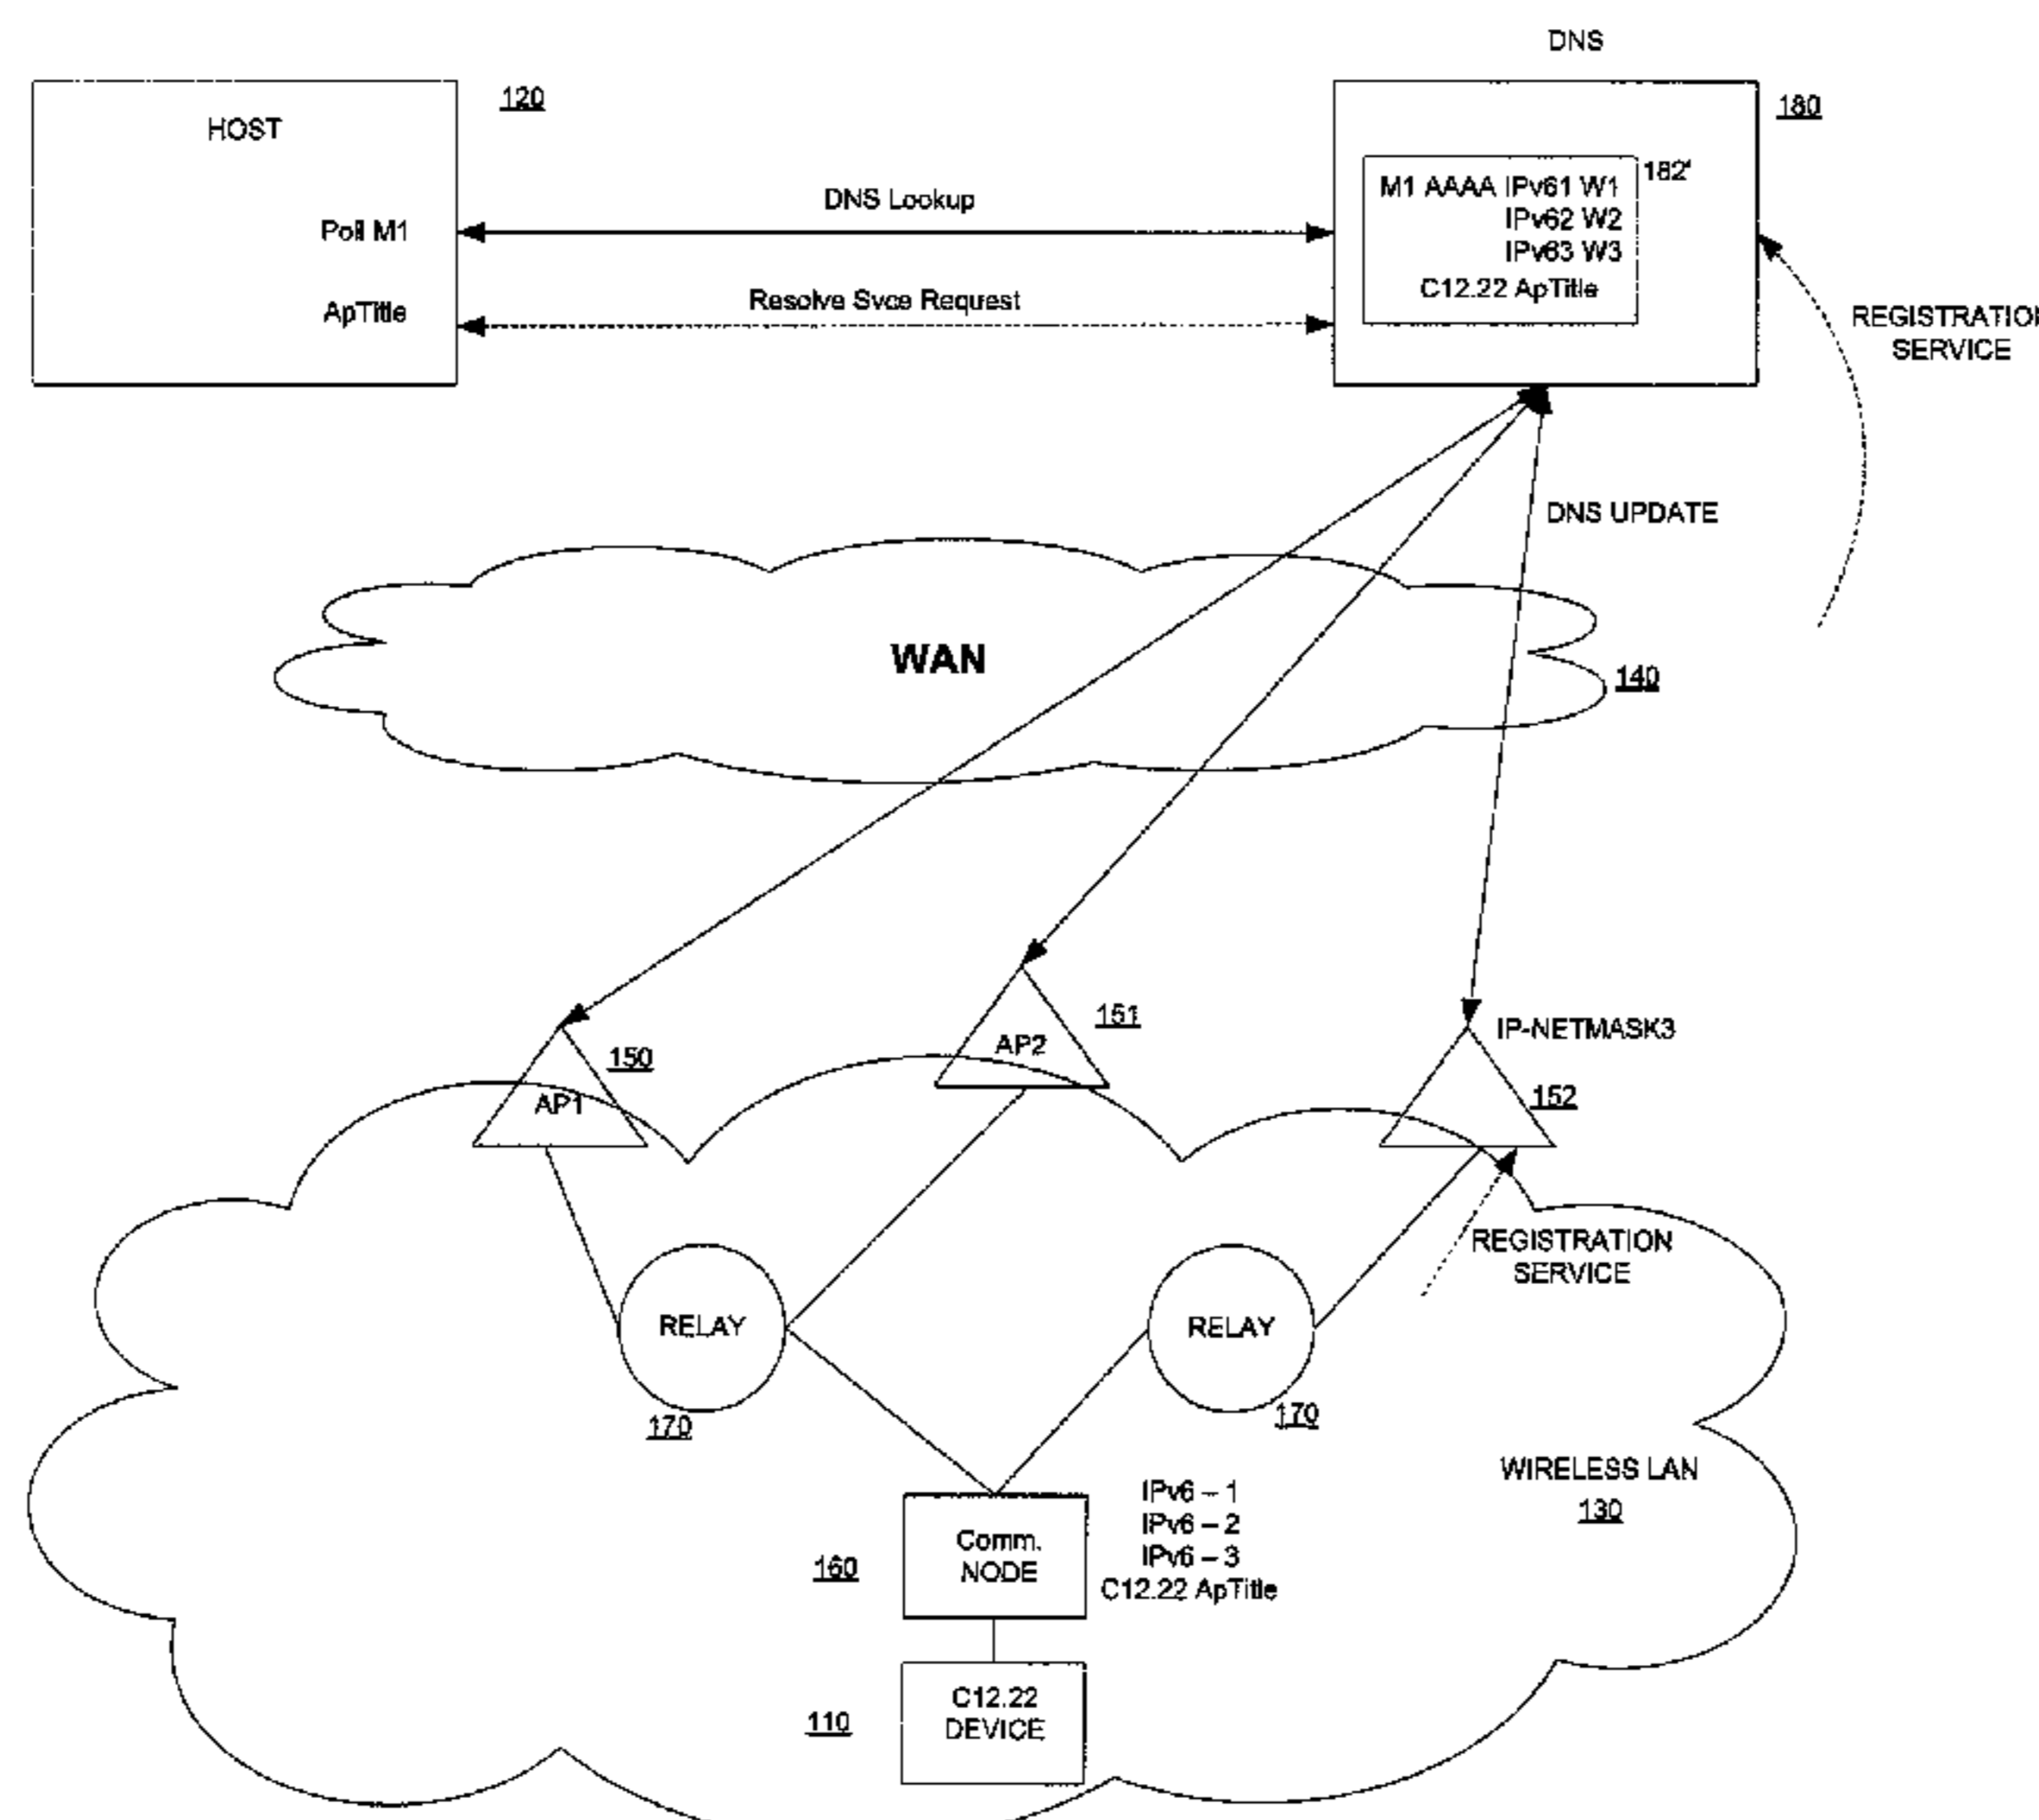 DNS
120
180
HOST
182'
M1 AAAA IPv61 W1
IPv62 W2
IPv63 W3
C12.22 ApTitle
DNS Lookup
Poll M1
Resolve Svce Request
ApTitle
REGISTRATION
SERVICE
DNS UPDATE
WAN
140
151
IP-NETMASK3
AP2
150
152
AP1
REGISTRATION
SERVICE
RELAY
RELAY
170
170
WIRELESS LAN
130
IPv6 – 1
IPv6 – 2
IPv6 – 3
C12.22 ApTitle
Comm.
NODE
160
C12.22
DEVICE
110